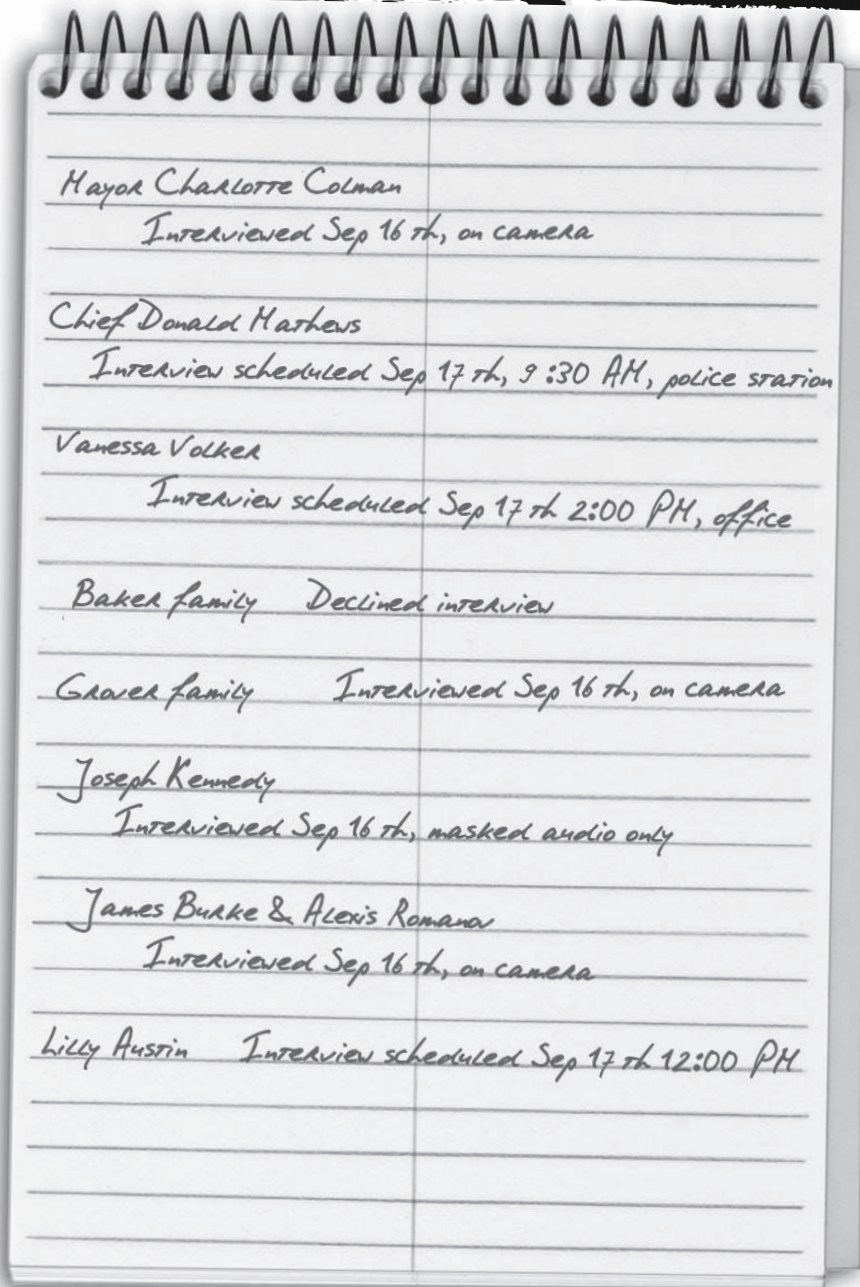 Mayor Charlotte Colman
Interviewed Sep 16 th, on camera
Chief Donald Mathews
Interview scheduled Sep 17 th, 9:30 AM, police station
Vanessa Volker
Interview scheduled Sep 17 th 2:00 PM, office
Baker family Declined interview
Grover family Interviewed Sep 16 th, on camera
Joseph Kennedy
Interviewed Sep 16 th, masked audio only
James Burke & Alexis Romanov
Interviewed Sep 16 th, on camera
Lilly Austin Interview scheduled Sep 17 th 12:00 PM